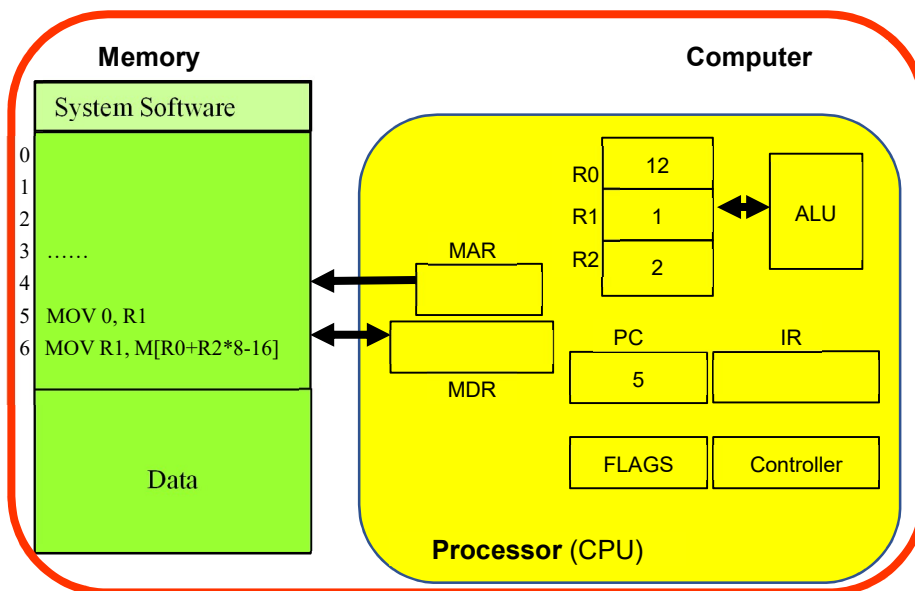 Memory
Computer
System Software
0
1
2
3 ……
4
5 MOV 0, R1
6 MOV R1, M[R0+R2*8-16]
Data
MAR
MDR
R0 12
R1 1
R2 2
ALU
PC
IR
5
FLAGS
Controller
Processor (CPU)